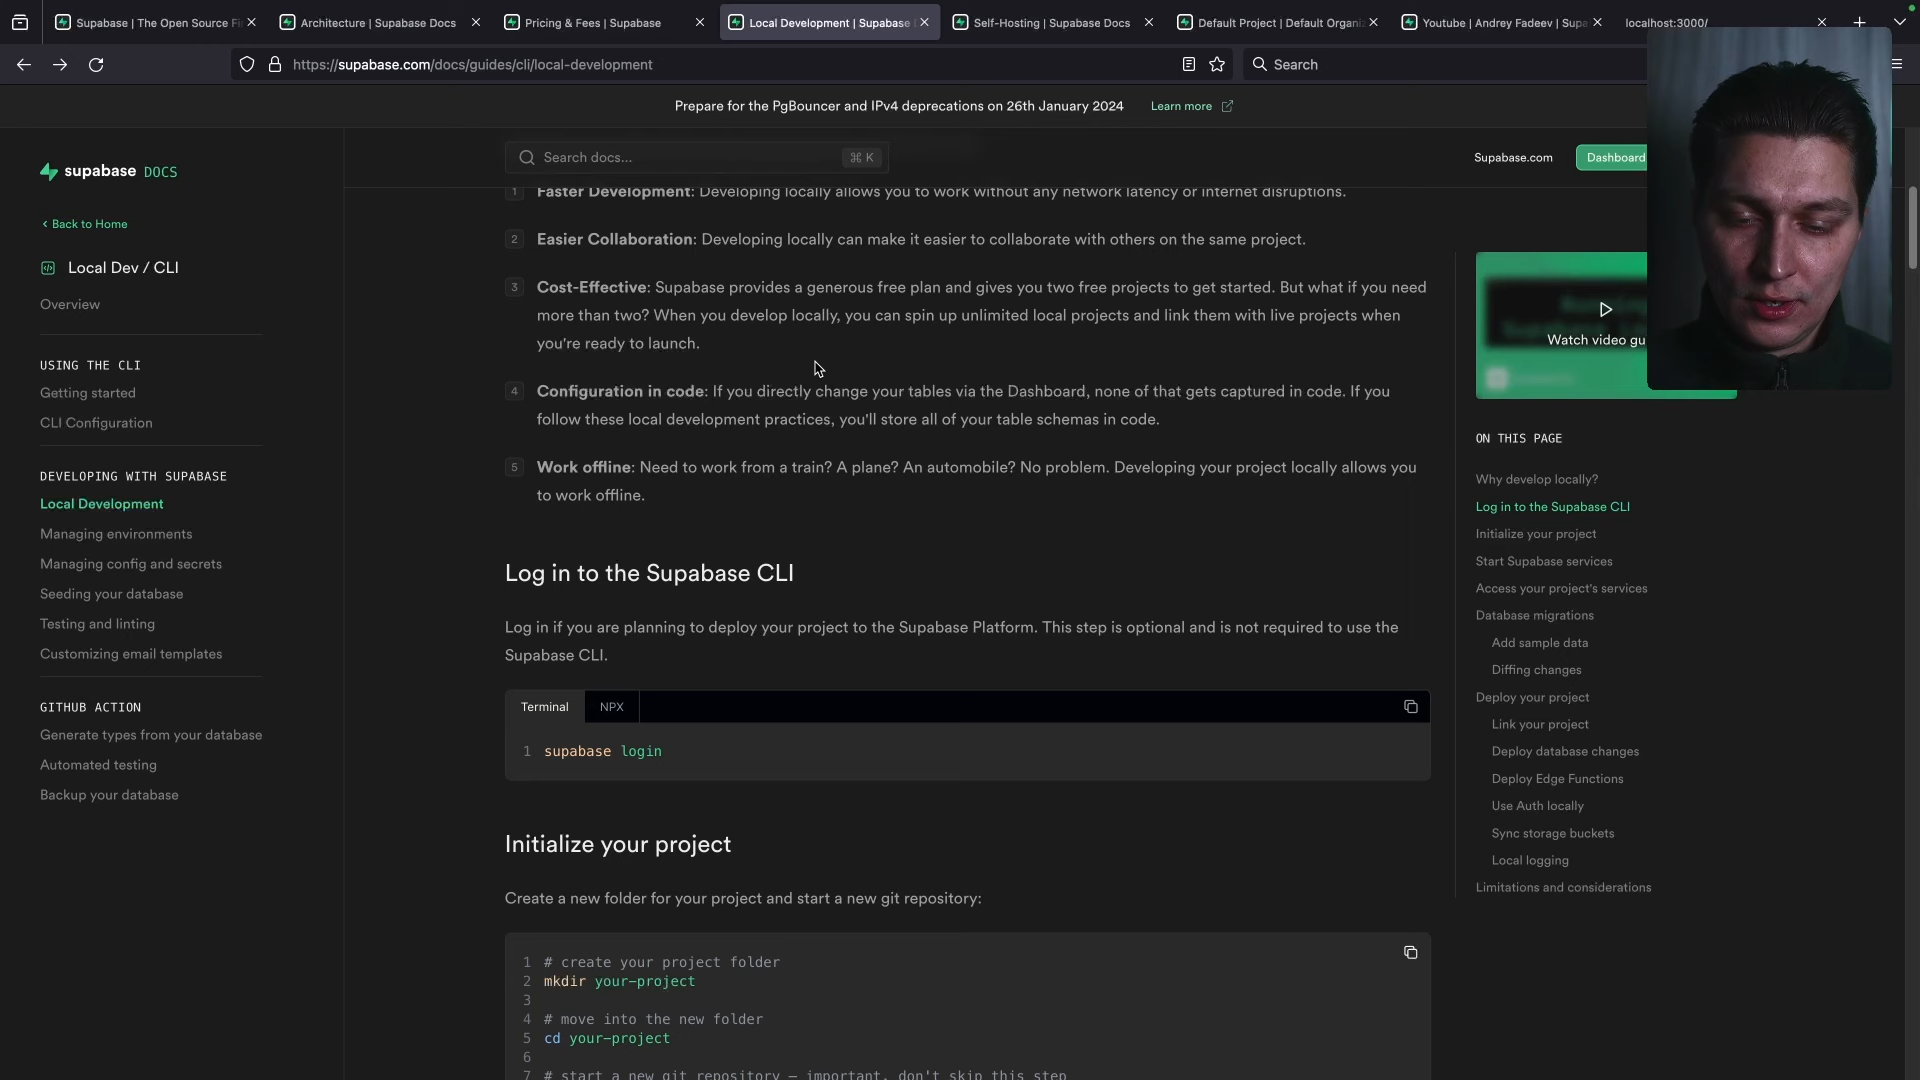 Supabase | The Open Source Fi
Architecture | Supabase Docs
Pricing & Fees | Supabase
Local Development | Supabase
Self-Hosting | Supabase Docs
Default Project | Default Organi
Youtube | Andrey Fadeev | Supa
localhost:3000/
https://supabase.com/docs/guides/cli/local-development
Search
Prepare for the PgBouncer and IPv4 deprecations on 26th January 2024
Learn more
supabase DOCS
Search docs...
⌘ K
Supabase.com
Dashboard
Back to Home
Local Dev / CLI
Overview
USING THE CLI
Getting started
CLI Configuration
DEVELOPING WITH SUPABASE
Local Development
Managing environments
Managing config and secrets
Seeding your database
Testing and linting
Customizing email templates
GITHUB ACTION
Generate types from your database
Automated testing
Backup your database
1 Faster Development: Developing locally allows you to work without any network latency or internet disruptions.
2 Easier Collaboration: Developing locally can make it easier to collaborate with others on the same project.
3 Cost-Effective: Supabase provides a generous free plan and gives you two free projects to get started. But what if you need
more than two? When you develop locally, you can spin up unlimited local projects and link them with live projects when
you're ready to launch.
4 Configuration in code: If you directly change your tables via the Dashboard, none of that gets captured in code. If you
follow these local development practices, you'll store all of your table schemas in code.
5 Work offline: Need to work from a train? A plane? An automobile? No problem. Developing your project locally allows you
to work offline.
Log in to the Supabase CLI
Log in if you are planning to deploy your project to the Supabase Platform. This step is optional and is not required to use the
Supabase CLI.
Terminal
NPX
1 supabase login
Initialize your project
Create a new folder for your project and start a new git repository:
1 # create your project folder
2 mkdir your-project
3
4 # move into the new folder
5 cd your-project
6
7 # start a new git repository — important, don't skip this step
Watch video gu
ON THIS PAGE
Why develop locally?
Log in to the Supabase CLI
Initialize your project
Start Supabase services
Access your project's services
Database migrations
Add sample data
Diffing changes
Deploy your project
Link your project
Deploy database changes
Deploy Edge Functions
Use Auth locally
Sync storage buckets
Local logging
Limitations and considerations